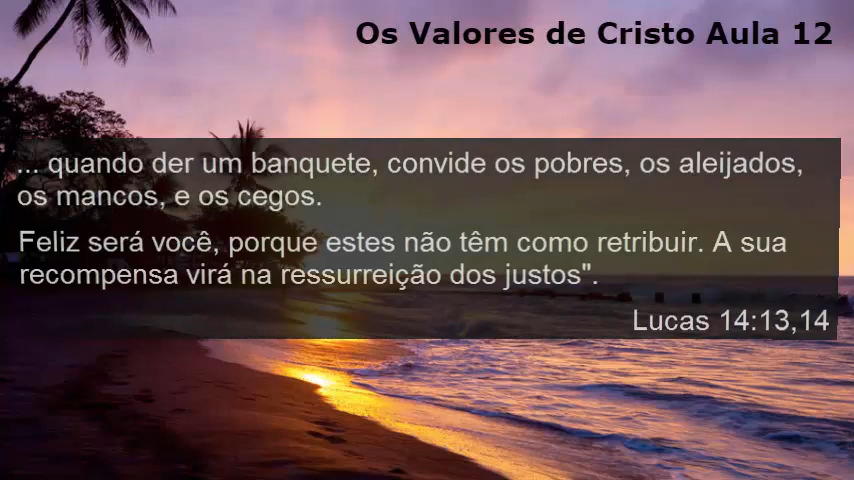 Os Valores de Cristo Aula 12
... quando der um banquete, convide os pobres, os aleijados,
os mancos, e os cegos.
Feliz será você, porque estes não têm como retribuir. A sua
recompensa virá na ressurreição dos justos".
Lucas 14:13,14